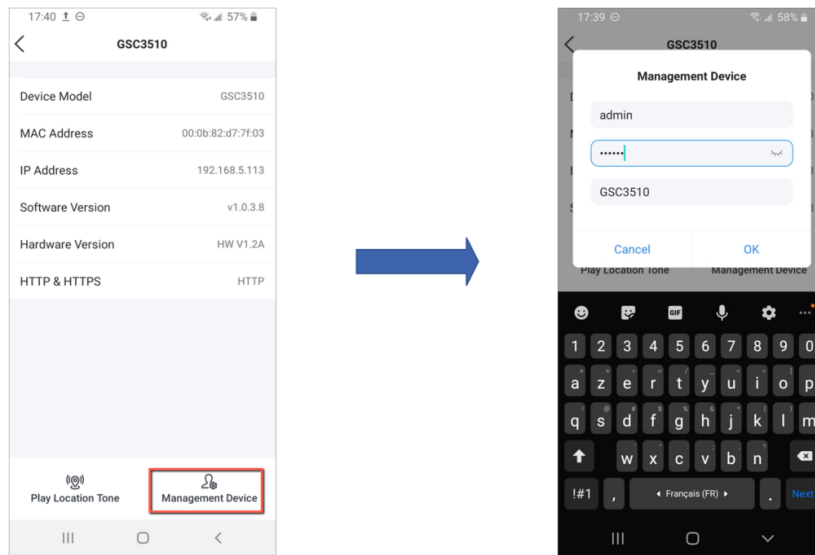 17:40 57%
GSC3510
Device Model GSC3510
MAC Address 00:0b:82:d7:7f:03
IP Address 192.168.5.113
Software Version v1.0.3.8
Hardware Version HW V1.2A
HTTP & HTTPS HTTP
Play Location Tone Management Device
17:39 58%
GSC3510
Management Device
admin
••••••
GSC3510
Cancel OK
Play Location Tone Management Device
GIF
1 2 3 4 5 6 7 8 9 0
a z e r t y u i o p
q s d f g h j k l m
w x c v b n
!#1 , Français (FR) . Next